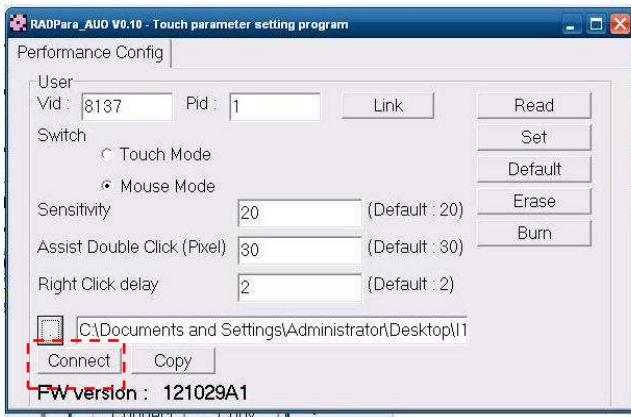 RADPara_AUO V0.10 - Touch parameter setting program
Performance Config
User
Vid : 8137 Pid : 1 Link Read
Switch Set
Touch Mode
Default
Mouse Mode
Sensitivity 20 (Default : 20) Erase
Burn
Assist Double Click (Pixel) 30 (Default : 30)
Right Click delay 2 (Default : 2)
C:\Documents and Settings\Administrator\Desktop\I1
Connect Copy
FW version : 121029A1